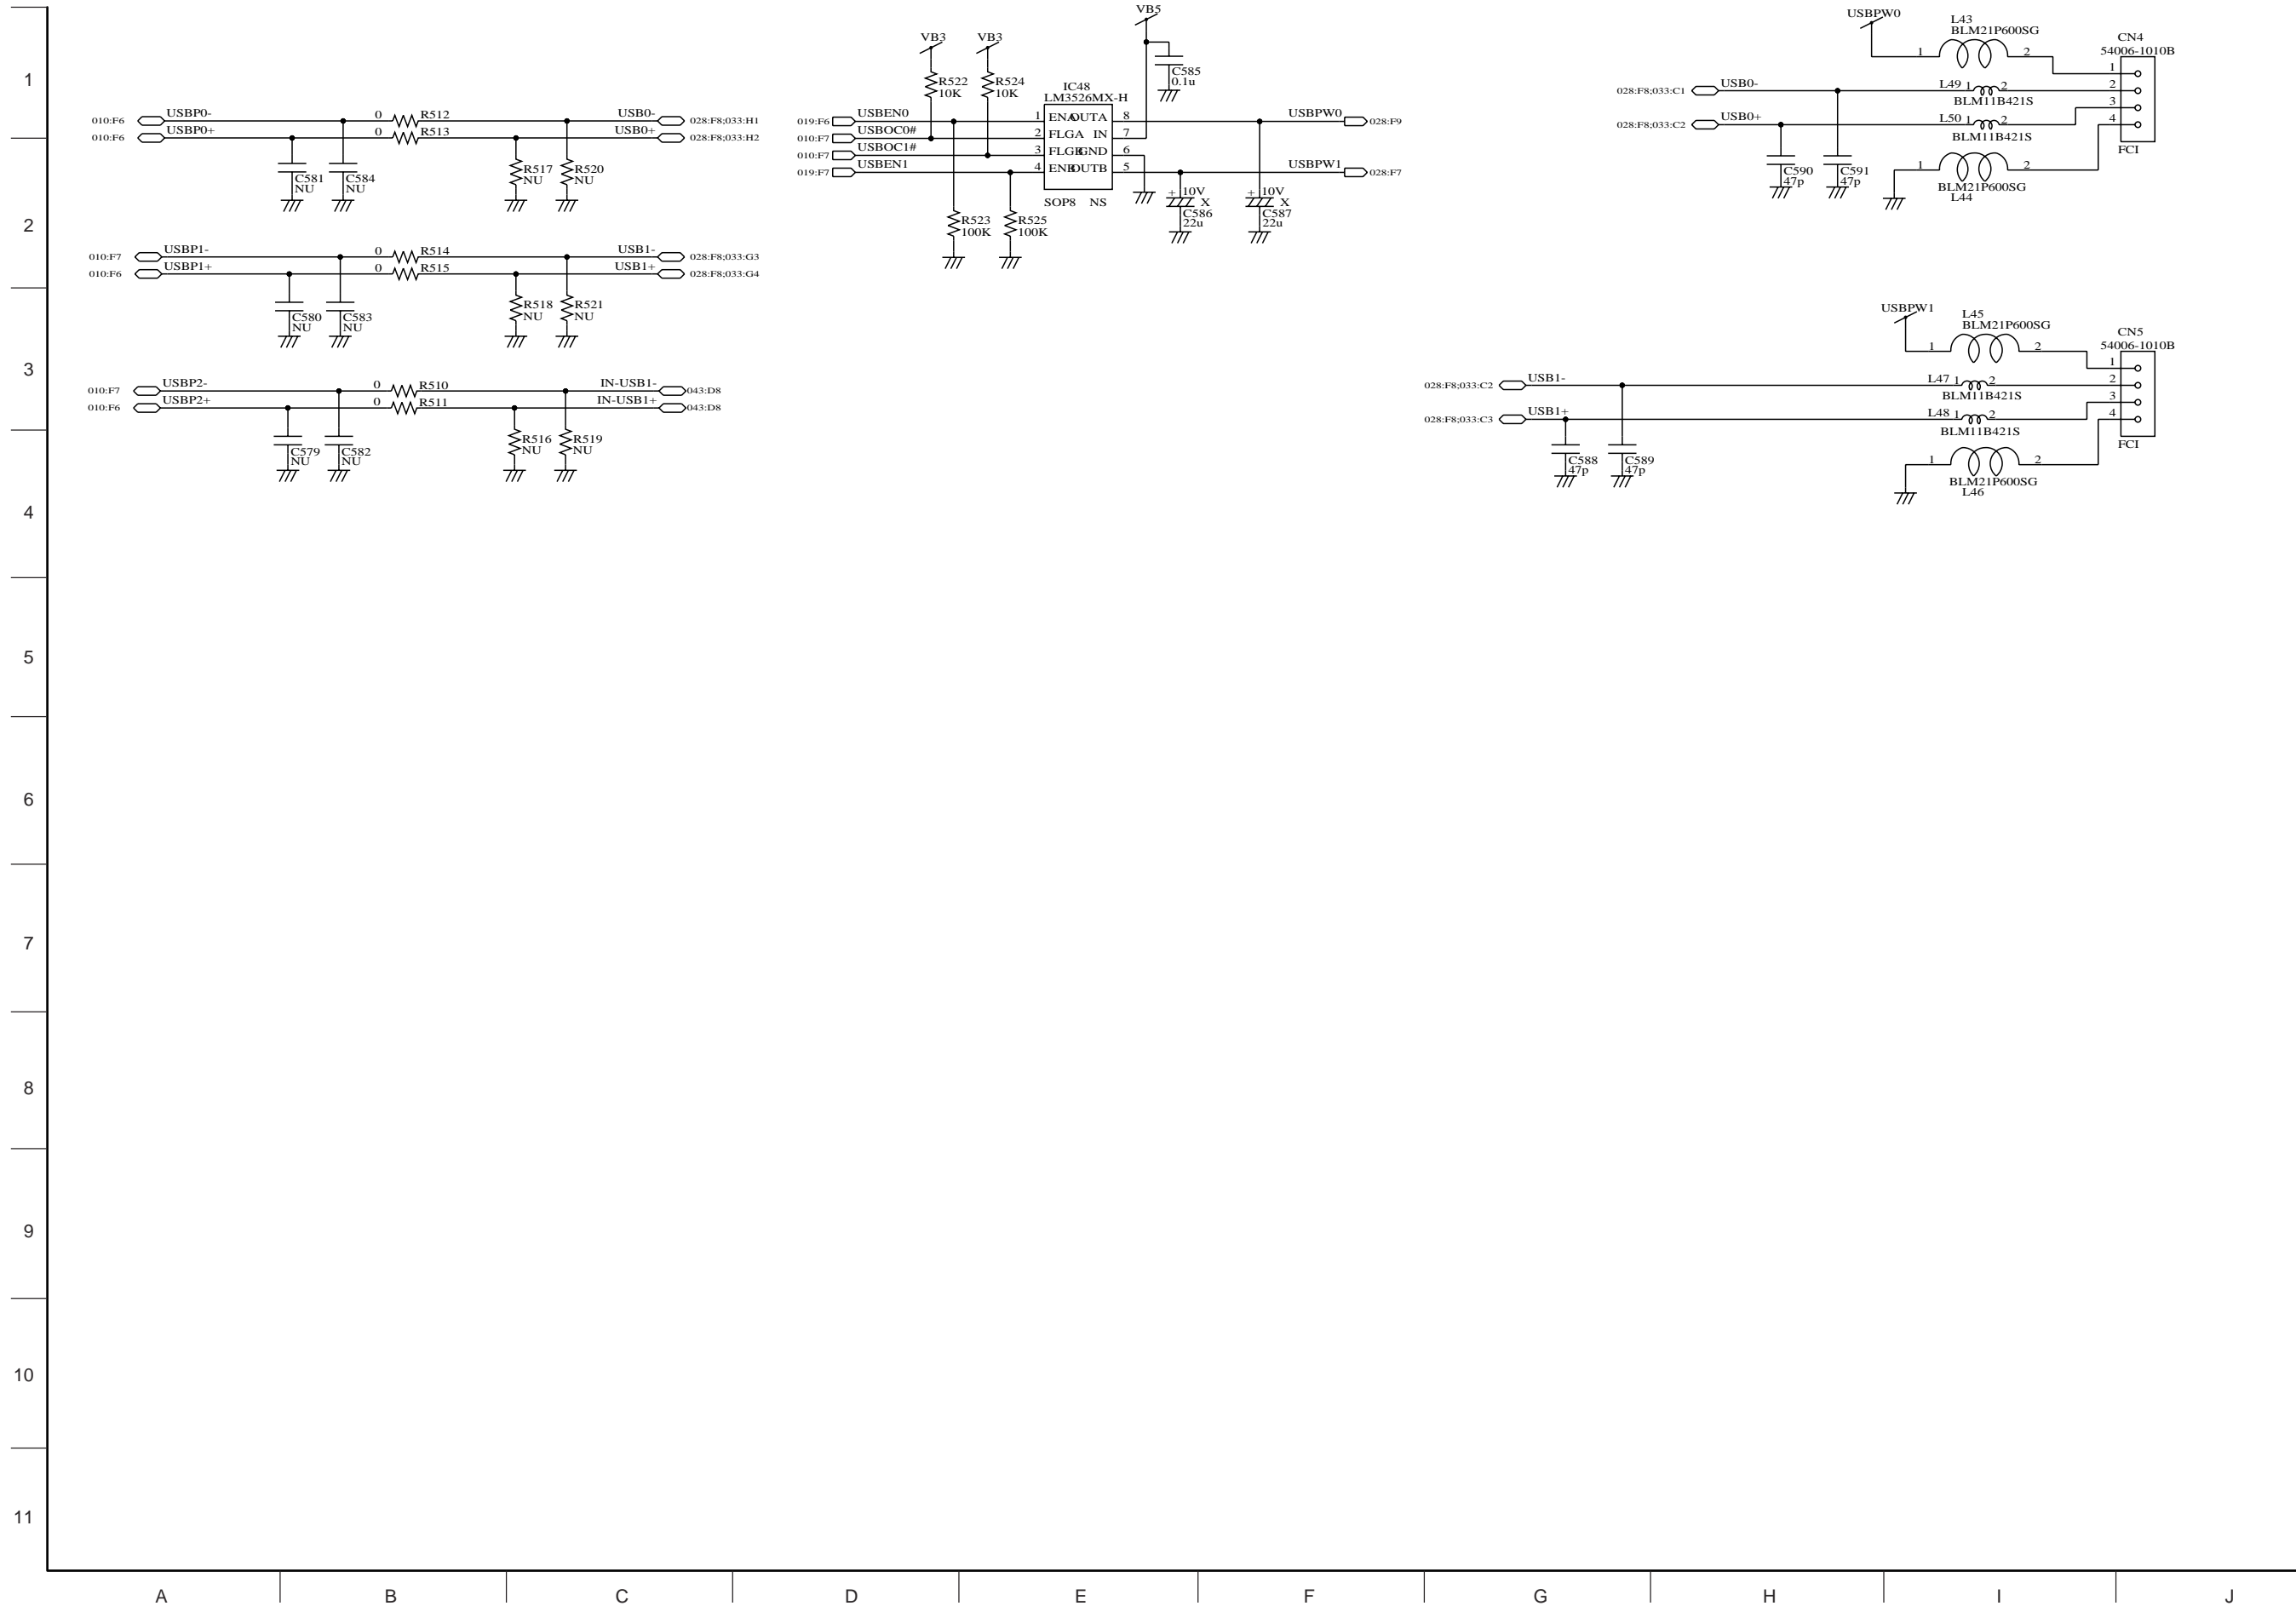 1
2
3
4
5
6
7
8
9
10
11
A B C D E F G H I J
010:F6 USBP0- 0 R512 USB0- 028:F8;033:H1
010:F6 USBP0+ 0 R513 USB0+ 028:F8;033:H2
C581 NU
C584 NU
R517 NU
R520 NU
010:F7 USBP1- 0 R514 USB1- 028:F8;033:G3
010:F6 USBP1+ 0 R515 USB1+ 028:F8;033:G4
C580 NU
C583 NU
R518 NU
R521 NU
010:F7 USBP2- 0 R510 IN-USB1- 043:D8
010:F6 USBP2+ 0 R511 IN-USB1+ 043:D8
C579 NU
C582 NU
R516 NU
R519 NU
VB3
R522
10K
VB3
R524
10K
VB5
C585
0.1u
IC48
LM3526MX-H
019:F6 USBEN0 1 ENA OUTA 8 USBPW0 028:F9
010:F7 USBOC0# 2 FLGA IN 7
010:F7 USBOC1# 3 FLGB GND 6
019:F7 USBEN1 4 ENB OUTB 5 USBPW1 028:F7
SOP8 NS
R523
100K
R525
100K
+ 10V
X
C586
22u
+ 10V
X
C587
22u
USBPW0
L43
BLM21P600SG
1 2
CN4
54006-1010B
1
2
3
4
FCI
028:F8;033:C1 USB0- L49 1 2
BLM11B421S
028:F8;033:C2 USB0+ L50 1 2
BLM11B421S
C590
47p
C591
47p
1 2
BLM21P600SG
L44
USBPW1
L45
BLM21P600SG
1 2
CN5
54006-1010B
1
2
3
4
FCI
028:F8;033:C2 USB1- L47 1 2
BLM11B421S
028:F8;033:C3 USB1+ L48 1 2
BLM11B421S
C588
47p
C589
47p
1 2
BLM21P600SG
L46